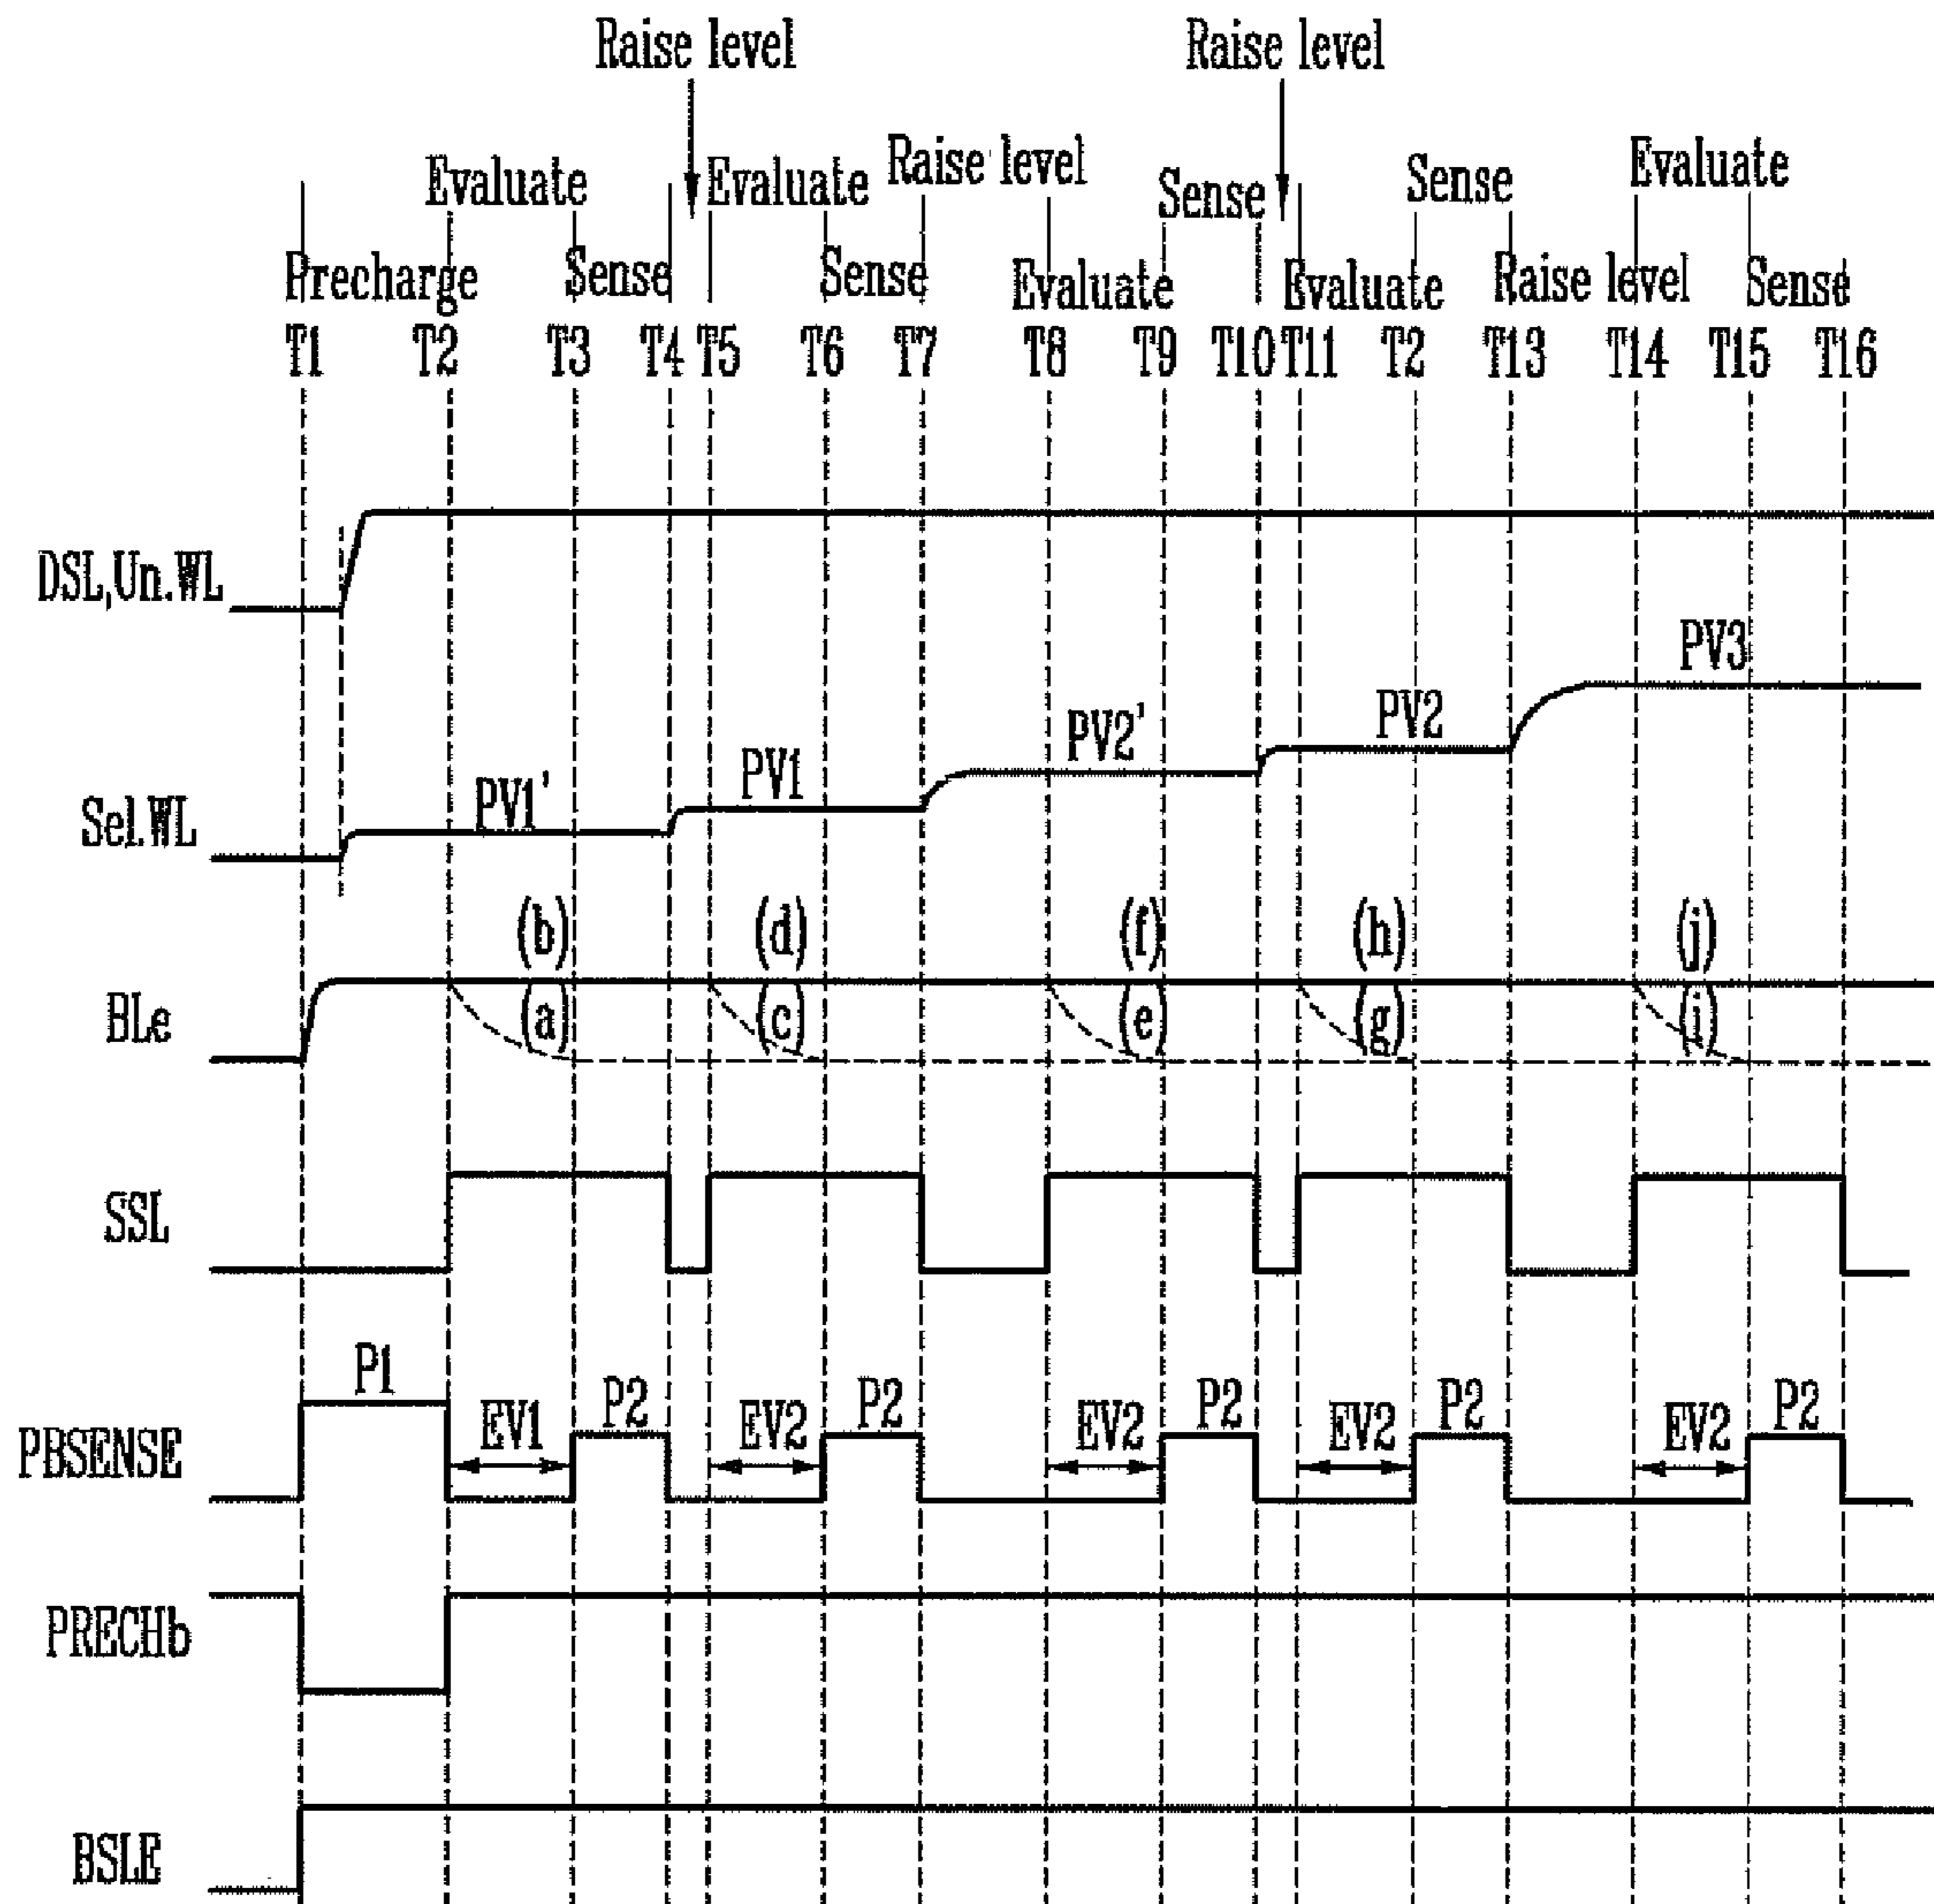 Raise level Raise level
Evaluate Evaluate Raise level Sense Sense Evaluate
Precharge Sense Sense Evaluate Evaluate Raise level Sense
T1 T2 T3 T4 T5 T6 T7 T8 T9 T10 T11 T2 T13 T14 T15 T16
DSL,Un.WL
PV3
PV2
PV2'
PV1
PV1'
Sel.WL
(b) (d) (f) (h) (j)
BLe (a) (c) (e) (g) (i)
SSL
P1
P2 P2 P2 P2 P2
PBSENSE EV1 EV2 EV2 EV2 EV2
PRECHb
BSLE